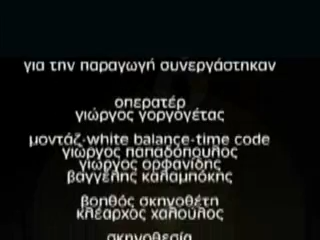 για την παραγωγή συνεργάστηκαν
οπερατέρ
γιώργος γοργογέτας
μοντάζ-white balance-time code
γιώργος παπαδόπουλος
γιώργος ορφανίδης
βαγγέλης καλαμπόκης
βοηθός σκηνοθέτη
κλέαρχος χαλούλος
σκηνοθεσία